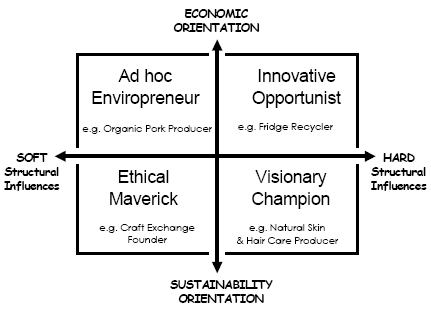 ECONOMIC
ORIENTATION
Ad hoc
Enviropreneur
e.g. Organic Pork Producer
Innovative
Opportunist
e.g. Fridge Recycler
SOFT
Structural
Influences
HARD
Structural
Influences
Ethical
Maverick
e.g. Craft Exchange
Founder
Visionary
Champion
e.g. Natural Skin
& Hair Care Producer
SUSTAINABILITY
ORIENTATION